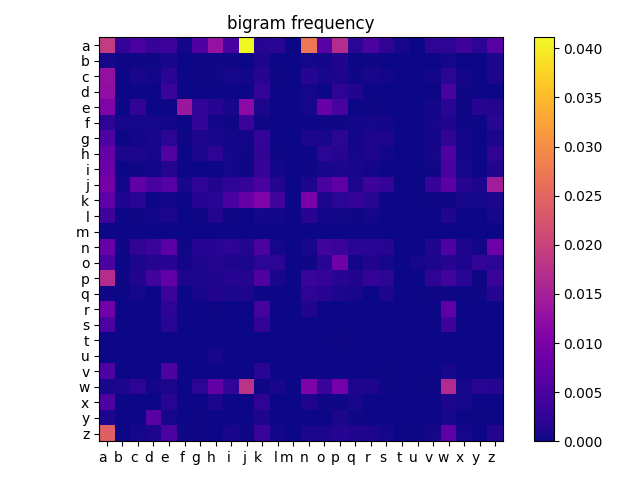 bigram frequency
a
b
c
d
e
f
g
h
i
j
k
l
m
n
o
p
q
r
s
t
u
v
w
x
y
z
a b c d e f g h i j k l m n o p q r s t u v w x y z
0.040
0.035
0.030
0.025
0.020
0.015
0.010
0.005
0.000